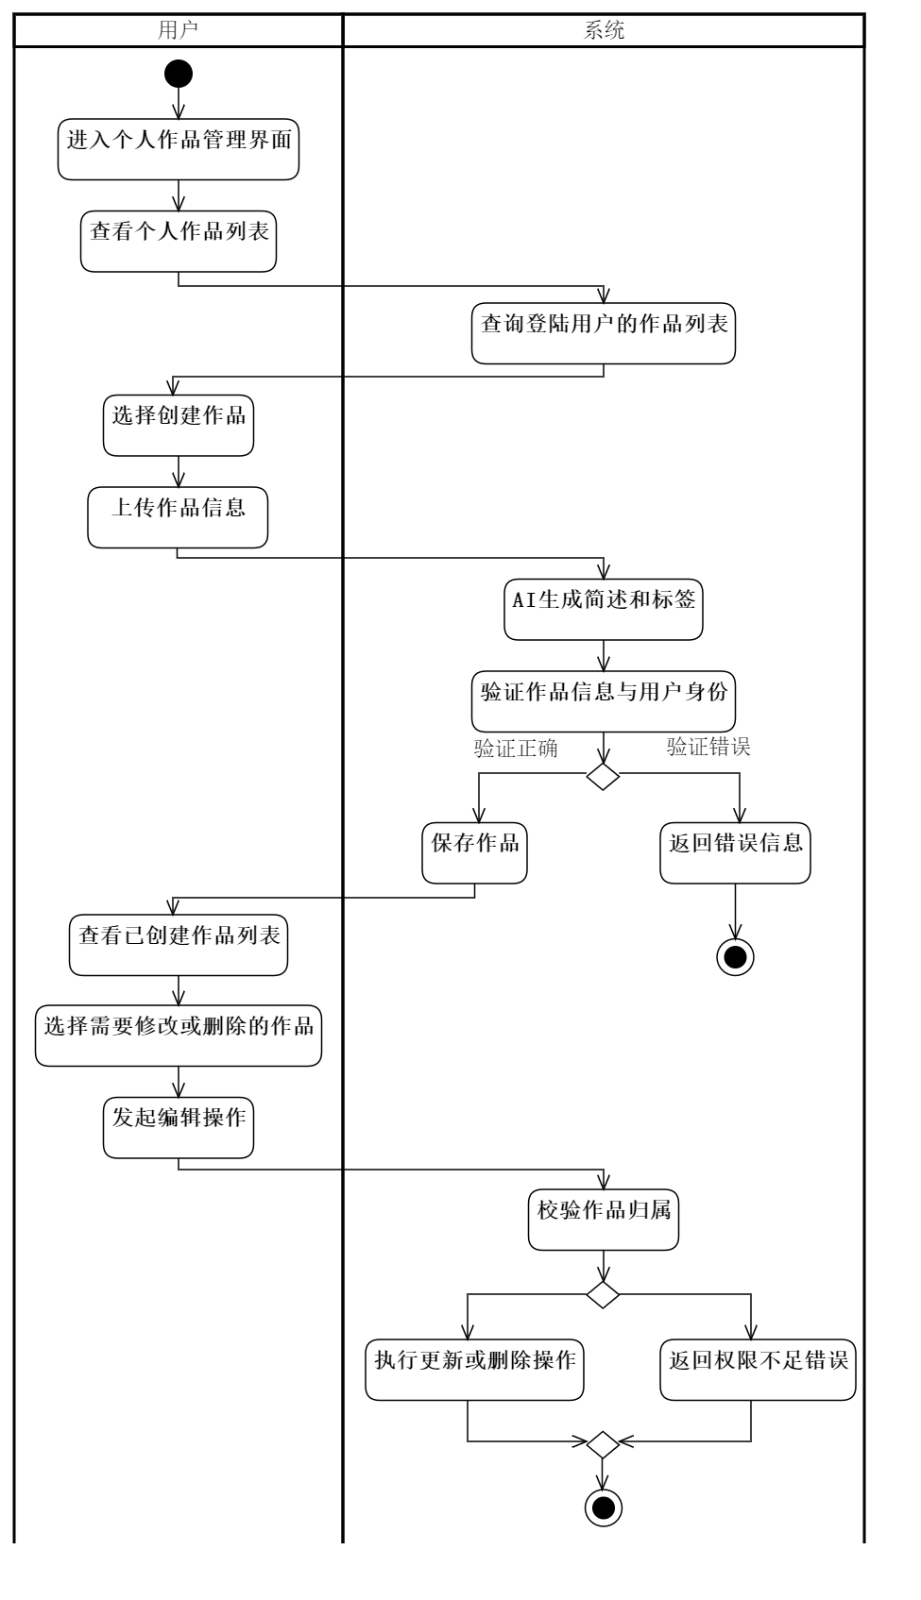 用户
系统
进入个人作品管理界面
查看个人作品列表
查询登陆用户的作品列表
选择创建作品
上传作品信息
AI生成简述和标签
验证作品信息与用户身份
验证正确
验证错误
保存作品
返回错误信息
查看已创建作品列表
选择需要修改或删除的作品
发起编辑操作
校验作品归属
执行更新或删除操作
返回权限不足错误